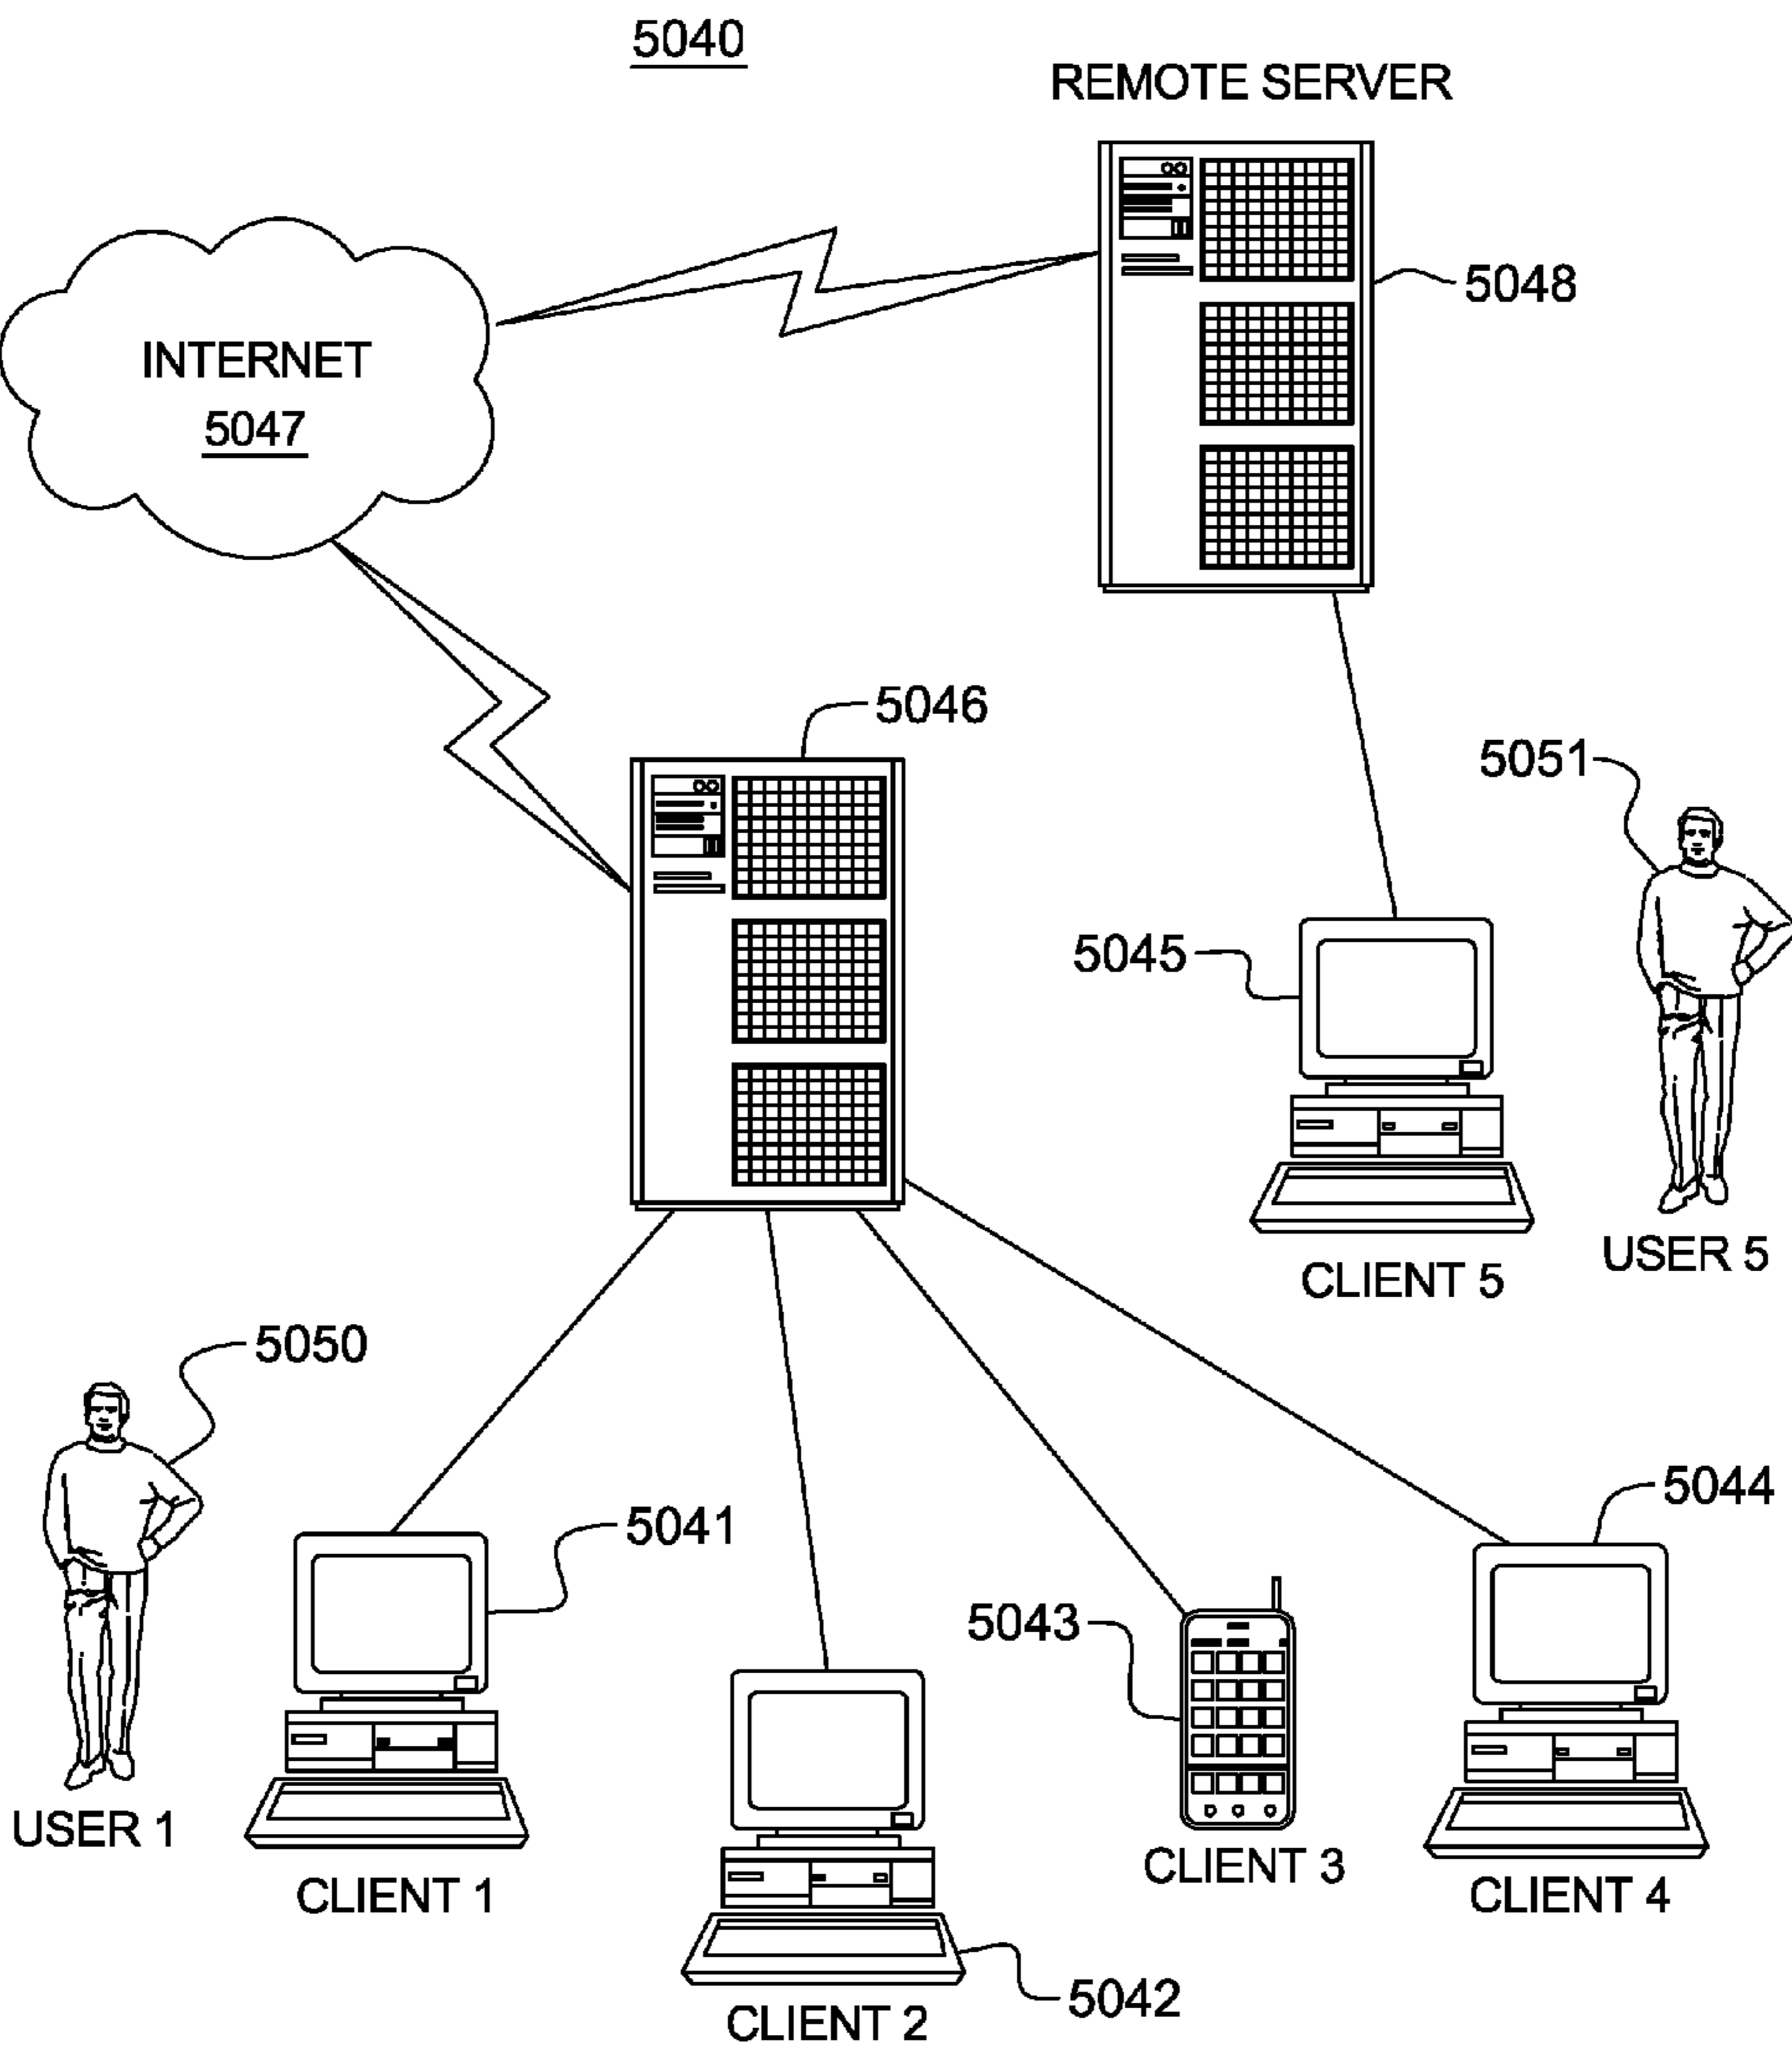 5040
REMOTE SERVER
5048
INTERNET
5047
5046
5051
5045
USER 5
CLIENT 5
5050
5044
5041
5043
USER 1
CLIENT 3
CLIENT 1
CLIENT 4
5042
CLIENT 2